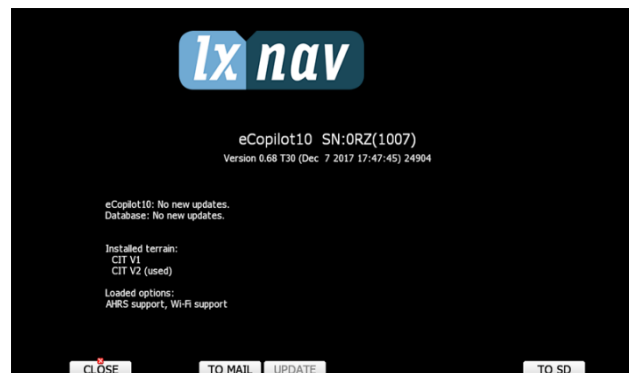 lx nav
eCopilot10 SN:0RZ(1007)
Version 0.68 T30 (Dec 7 2017 17:47:45) 24904
eCopilot10: No new updates.
Database: No new updates.
Installed terrain:
CIT V1
CIT V2 (used)
Loaded options:
AHRS support, Wi-Fi support
CLOSE TO MAIL UPDATE TO SD